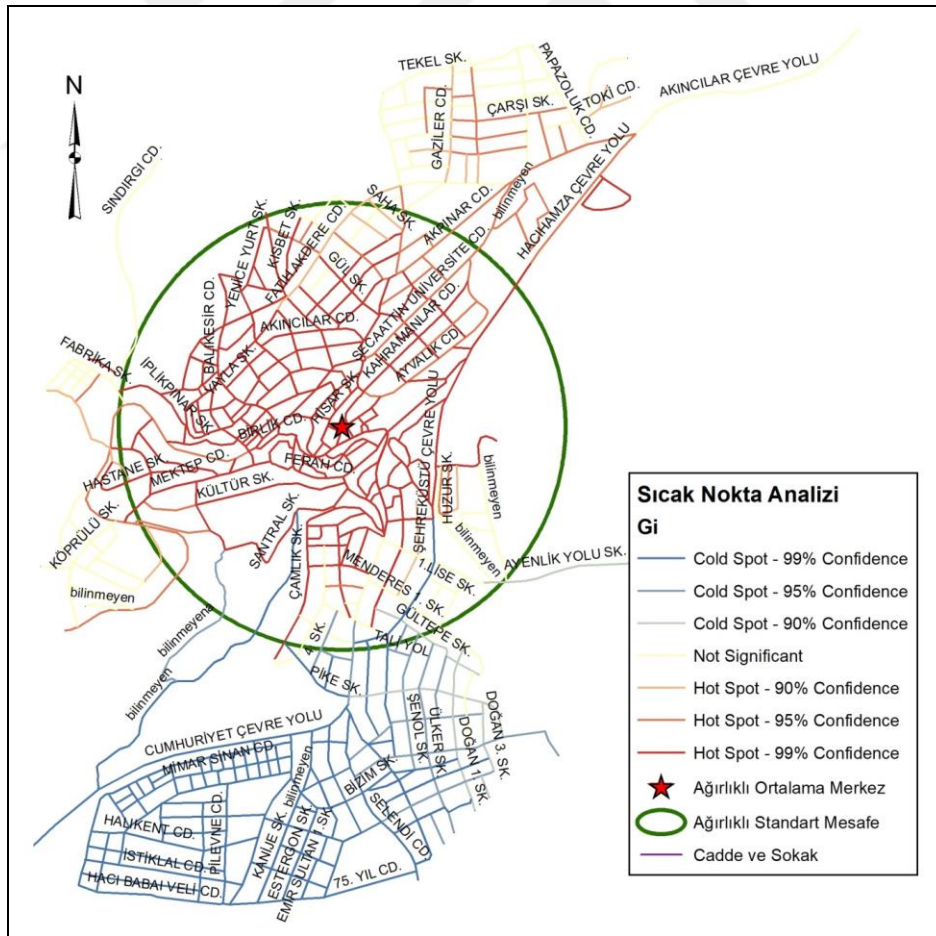 TEKEL SK.
PAPAZOLUK CD.
AKINCILAR ÇEVRE YOLU
N
ÇARŞI SK.
TOKİ CD.
GAZİLER CD.
SINDIRGI CD.
bilinmeyen
HACIHAMZA ÇEVRE YOLU
SAHA SK.
AKPINAR CD.
YENİCE YURT SK.
KISBET SK.
FATİH AKDERE CD.
GÜL SK.
SECAATTİN ÜNİVERSİTE CD.
KAHRAMANLAR CD.
BALIKESİR CD.
AKINCILAR CD.
AYVALIK CD.
FABRİKA SK.
İPLİKPINAR SK.
YAYLA SK.
HİSAR SK.
BİRLİK CD.
ŞEHREKÜSTÜ ÇEVRE YOLU
HASTANE SK.
MEKTEP CD.
FERAH CD.
KÜLTÜR SK.
HUZUR SK.
bilinmeyen
KÖPRÜLÜ SK.
SANTRAL SK.
ÇAMLIK SK.
bilinmeyen
AYENLİK YOLU SK.
1.LİSE SK.
MENDERES 1. SK.
GÜLTEPE SK.
bilinmeyen
bilinmeyena
4. SK.
TALİ YOL
bilinmeyen
PİKE SK.
ŞENOL SK.
ÜLKER SK.
DOĞAN 1. SK.
DOĞAN 3. SK.
CUMHURİYET ÇEVRE YOLU
MİMAR SİNAN CD.
bilinmeyen
BİZİM SK.
SELENDİ CD.
HALIKENT CD.
PİLEVNE CD.
KANİJE SK.
ESTERGON SK.
EMİR SULTAN 1.SK.
İSTİKLAL CD.
HACI BABAI VELİ CD.
75. YIL CD.
Sıcak Nokta Analizi
Gi
Cold Spot - 99% Confidence
Cold Spot - 95% Confidence
Cold Spot - 90% Confidence
Not Significant
Hot Spot - 90% Confidence
Hot Spot - 95% Confidence
Hot Spot - 99% Confidence
Ağırlıklı Ortalama Merkez
Ağırlıklı Standart Mesafe
Cadde ve Sokak